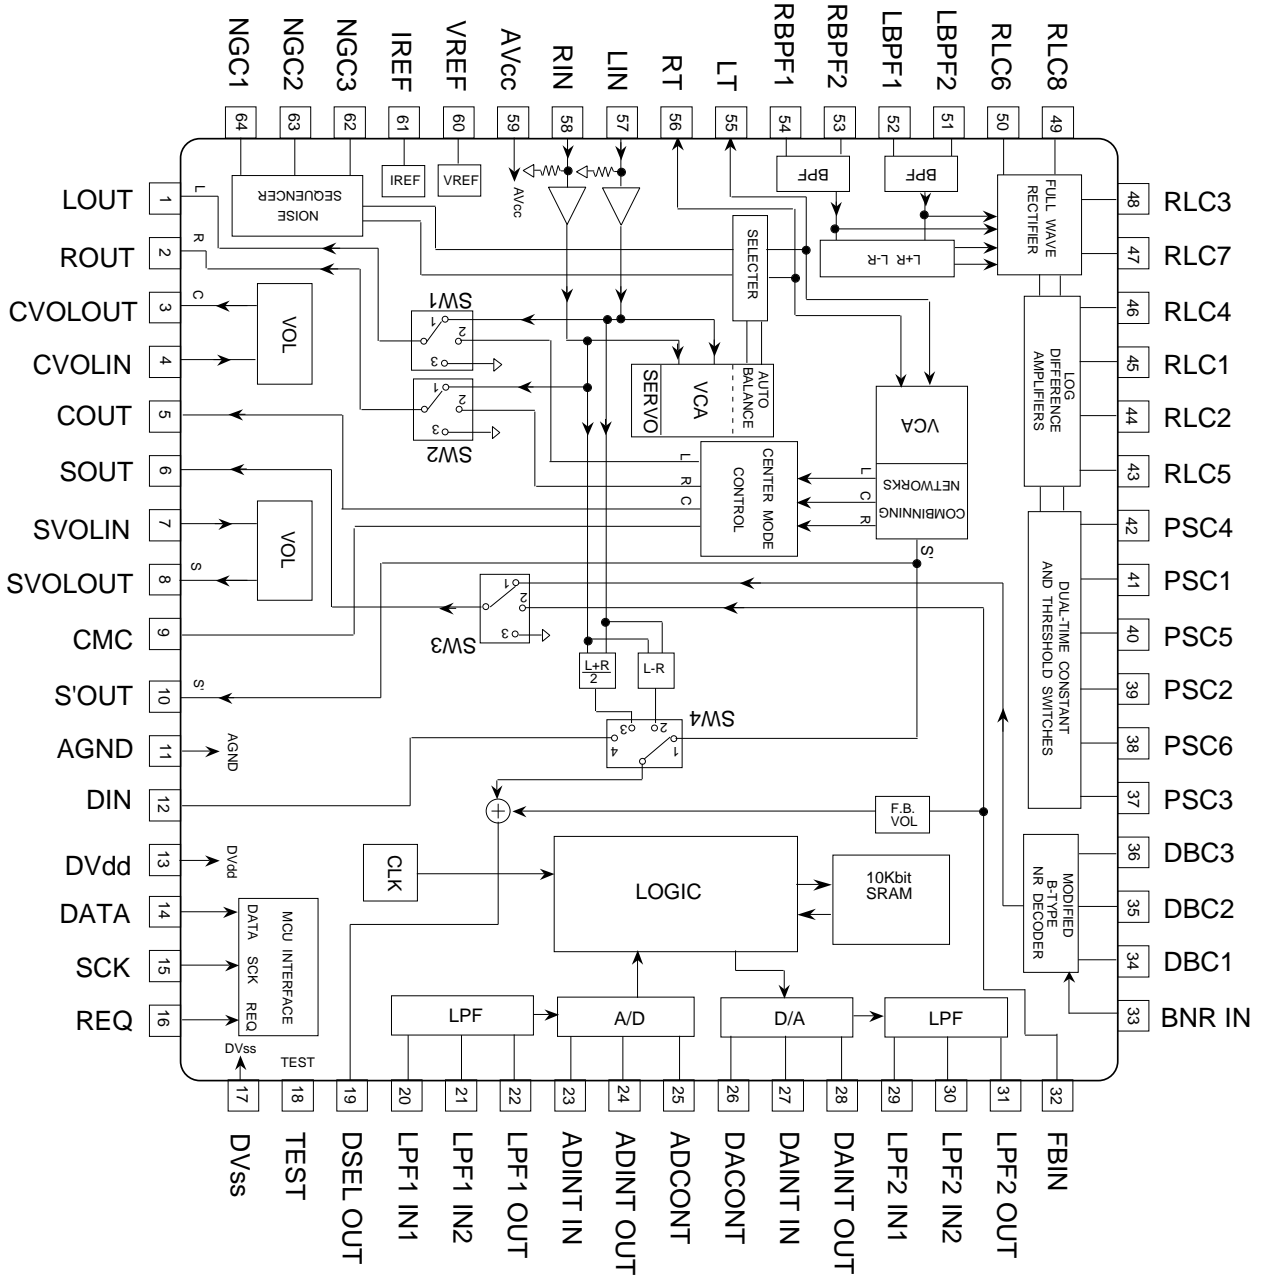 NGC1
NGC2
NGC3
IREF
VREF
AVcc
RIN
LIN
RT
LT
RBPF1
RBPF2
LBPF1
LBPF2
RLC6
RLC8
64
63
62
61
60
59
58
57
56
55
54
53
52
51
50
49
LOUT 1 L
ROUT 2 R
CVOLOUT 3 C
CVOLIN 4
COUT 5
SOUT 6
SVOLIN 7
SVOLOUT 8 S
CMC 9
S'OUT 10 S'
AGND 11 AGND
DIN 12
DVdd 13 DVdd
DATA 14
SCK 15
REQ 16
NOISE
SEQUENCER
IREF
VREF
AVcc
BPF
BPF
FULL WAVE
RECTIFIER
L+R L-R
SELECTER
VOL
SW1
1
2
3
SW2
1
2
3
SERVO
VCA
AUTO
BALANCE
LOG
DIFFERENCE
AMPLIFIERS
VCA
COMBINNING
NETWORKS
L
C
R
S'
CENTER MODE
CONTROL
L
R
C
VOL
SW3
1
2
3
L+R
2
L-R
SW4
1
2
3
4
DUAL-TIME CONSTANT
AND THRESHOLD SWITCHES
+
F.B.
VOL
CLK
LOGIC
10Kbit
SRAM
MODIFIED
B-TYPE
NR DECODER
MCU INTERFACE
DATA SCK REQ
DVss
TEST
LPF
A/D
D/A
LPF
48 RLC3
47 RLC7
46 RLC4
45 RLC1
44 RLC2
43 RLC5
42 PSC4
41 PSC1
40 PSC5
39 PSC2
38 PSC6
37 PSC3
36 DBC3
35 DBC2
34 DBC1
33 BNR IN
17
18
19
20
21
22
23
24
25
26
27
28
29
30
31
32
DVss
TEST
DSEL OUT
LPF1 IN1
LPF1 IN2
LPF1 OUT
ADINT IN
ADINT OUT
ADCONT
DACONT
DAINT IN
DAINT OUT
LPF2 IN1
LPF2 IN2
LPF2 OUT
FBIN